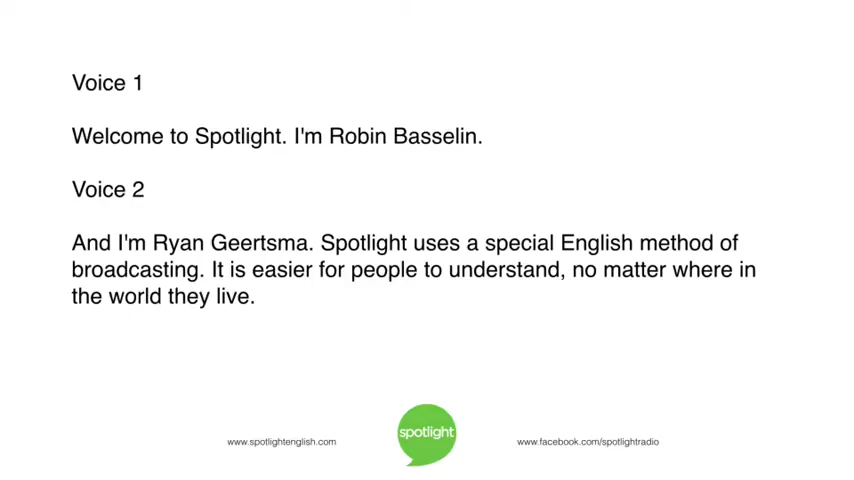 Voice 1
Welcome to Spotlight. I'm Robin Basselin.
Voice 2
And I'm Ryan Geertsma. Spotlight uses a special English method of
broadcasting. It is easier for people to understand, no matter where in
the world they live.
www.spotlightenglish.com
spotlight
www.facebook.com/spotlightradio